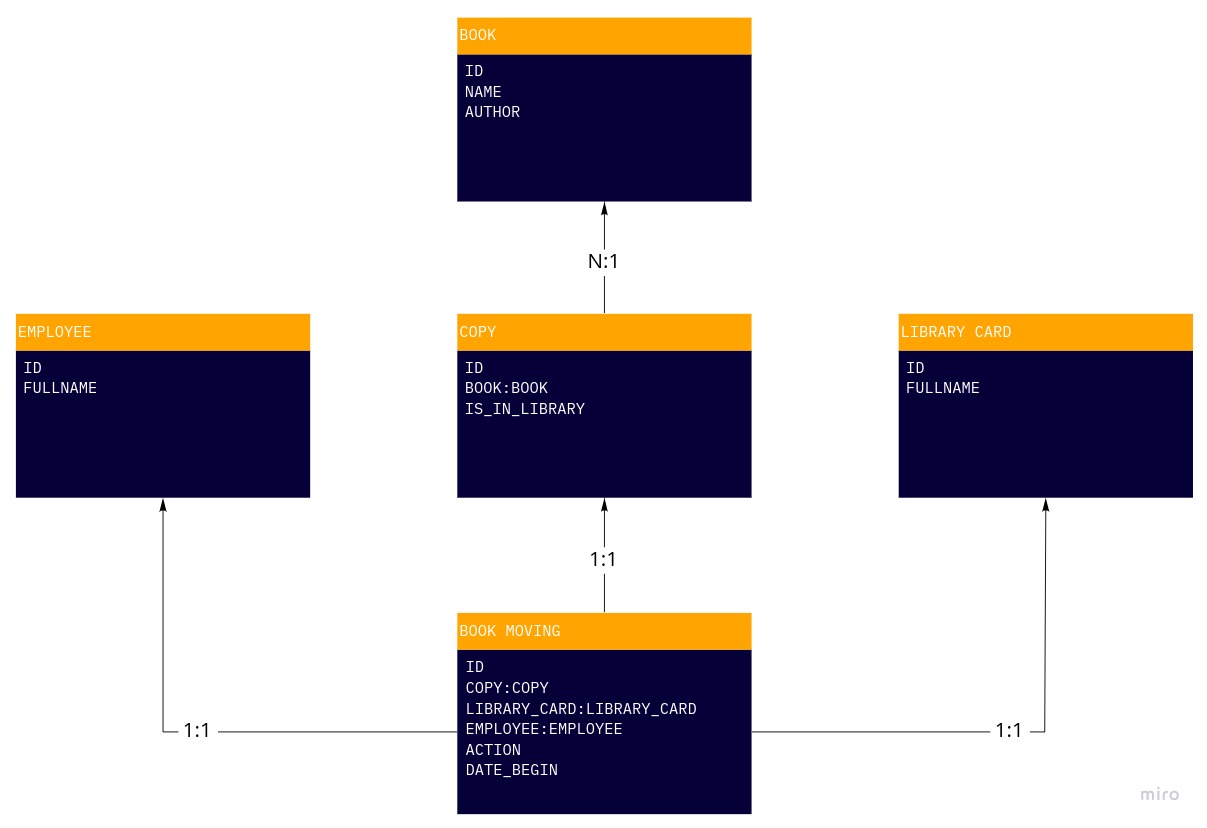 BOOK
ID
NAME
AUTHOR
N:1
EMPLOYEE
ID
FULLNAME
COPY
ID
BOOK:BOOK
IS_IN_LIBRARY
LIBRARY CARD
ID
FULLNAME
1:1
BOOK MOVING
ID
COPY:COPY
LIBRARY_CARD:LIBRARY_CARD
EMPLOYEE:EMPLOYEE
ACTION
DATE_BEGIN
1:1
1:1
miro